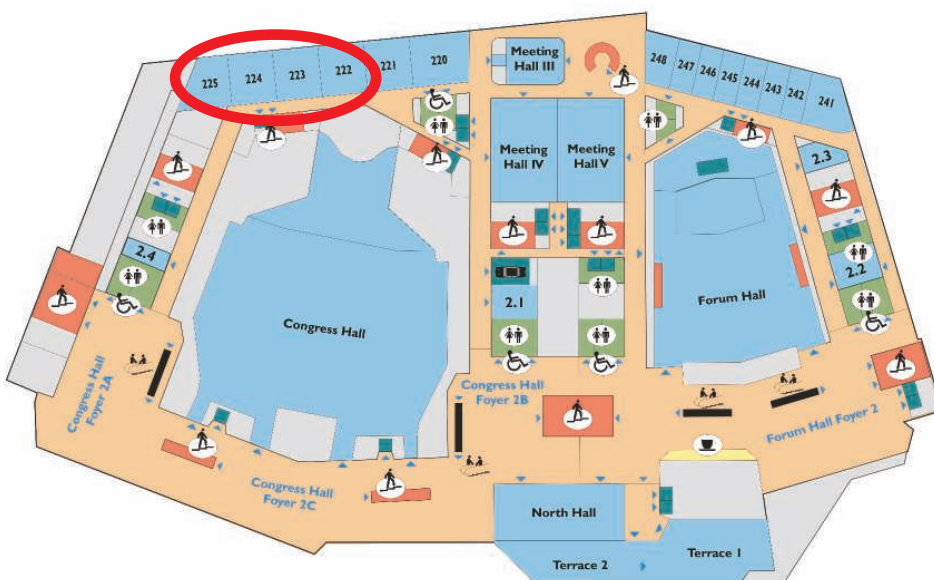 225
224
223
222
221
220
Meeting
Hall III
248
247
246
245
244
243
242
241
Meeting
Hall IV
Meeting
Hall V
2.3
2.4
2.1
2.2
Congress Hall
Forum Hall
Congress Hall
Foyer 2A
Congress Hall
Foyer 2B
Forum Hall Foyer 2
Congress Hall
Foyer 2C
North Hall
Terrace 1
Terrace 2